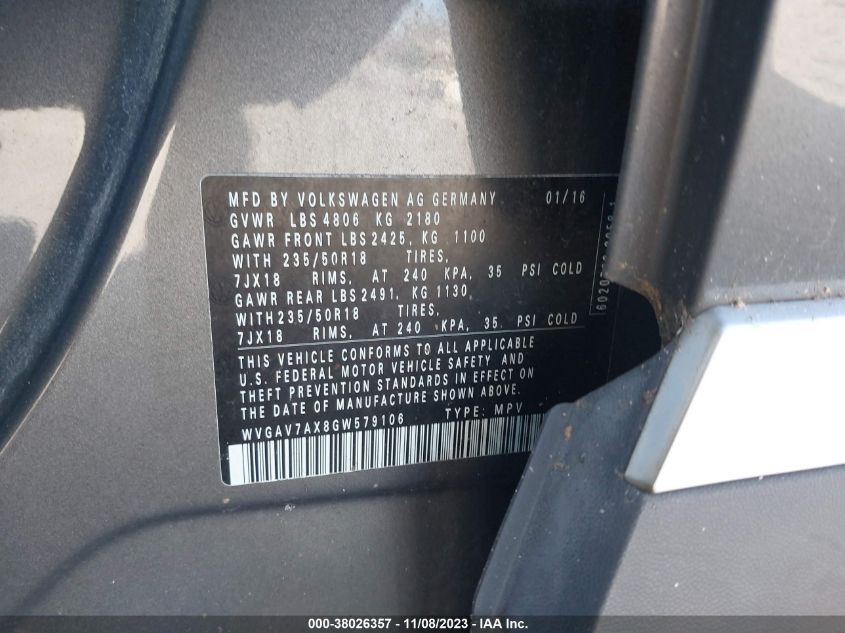 MFD BY VOLKSWAGEN AG GERMANY 01/16
GVWR LBS 4806 KG 2180
GAWR FRONT LBS 2425, KG 1100
WITH 235/50R18 TIRES,
7JX18 RIMS, AT 240 KPA, 35 PSI COLD
GAWR REAR LBS 2491, KG 1130,
WITH 235/50R18 TIRES,
7JX18 RIMS, AT 240 KPA, 35 PSI COLD
THIS VEHICLE CONFORMS TO ALL APPLICABLE
U.S. FEDERAL MOTOR VEHICLE SAFETY AND
THEFT PREVENTION STANDARDS IN EFFECT ON
THE DATE OF MANUFACTURE SHOWN ABOVE
WVGAV7AX8GW579106 TYPE: MPV
000-38026357 - 11/08/2023 - IAA Inc.